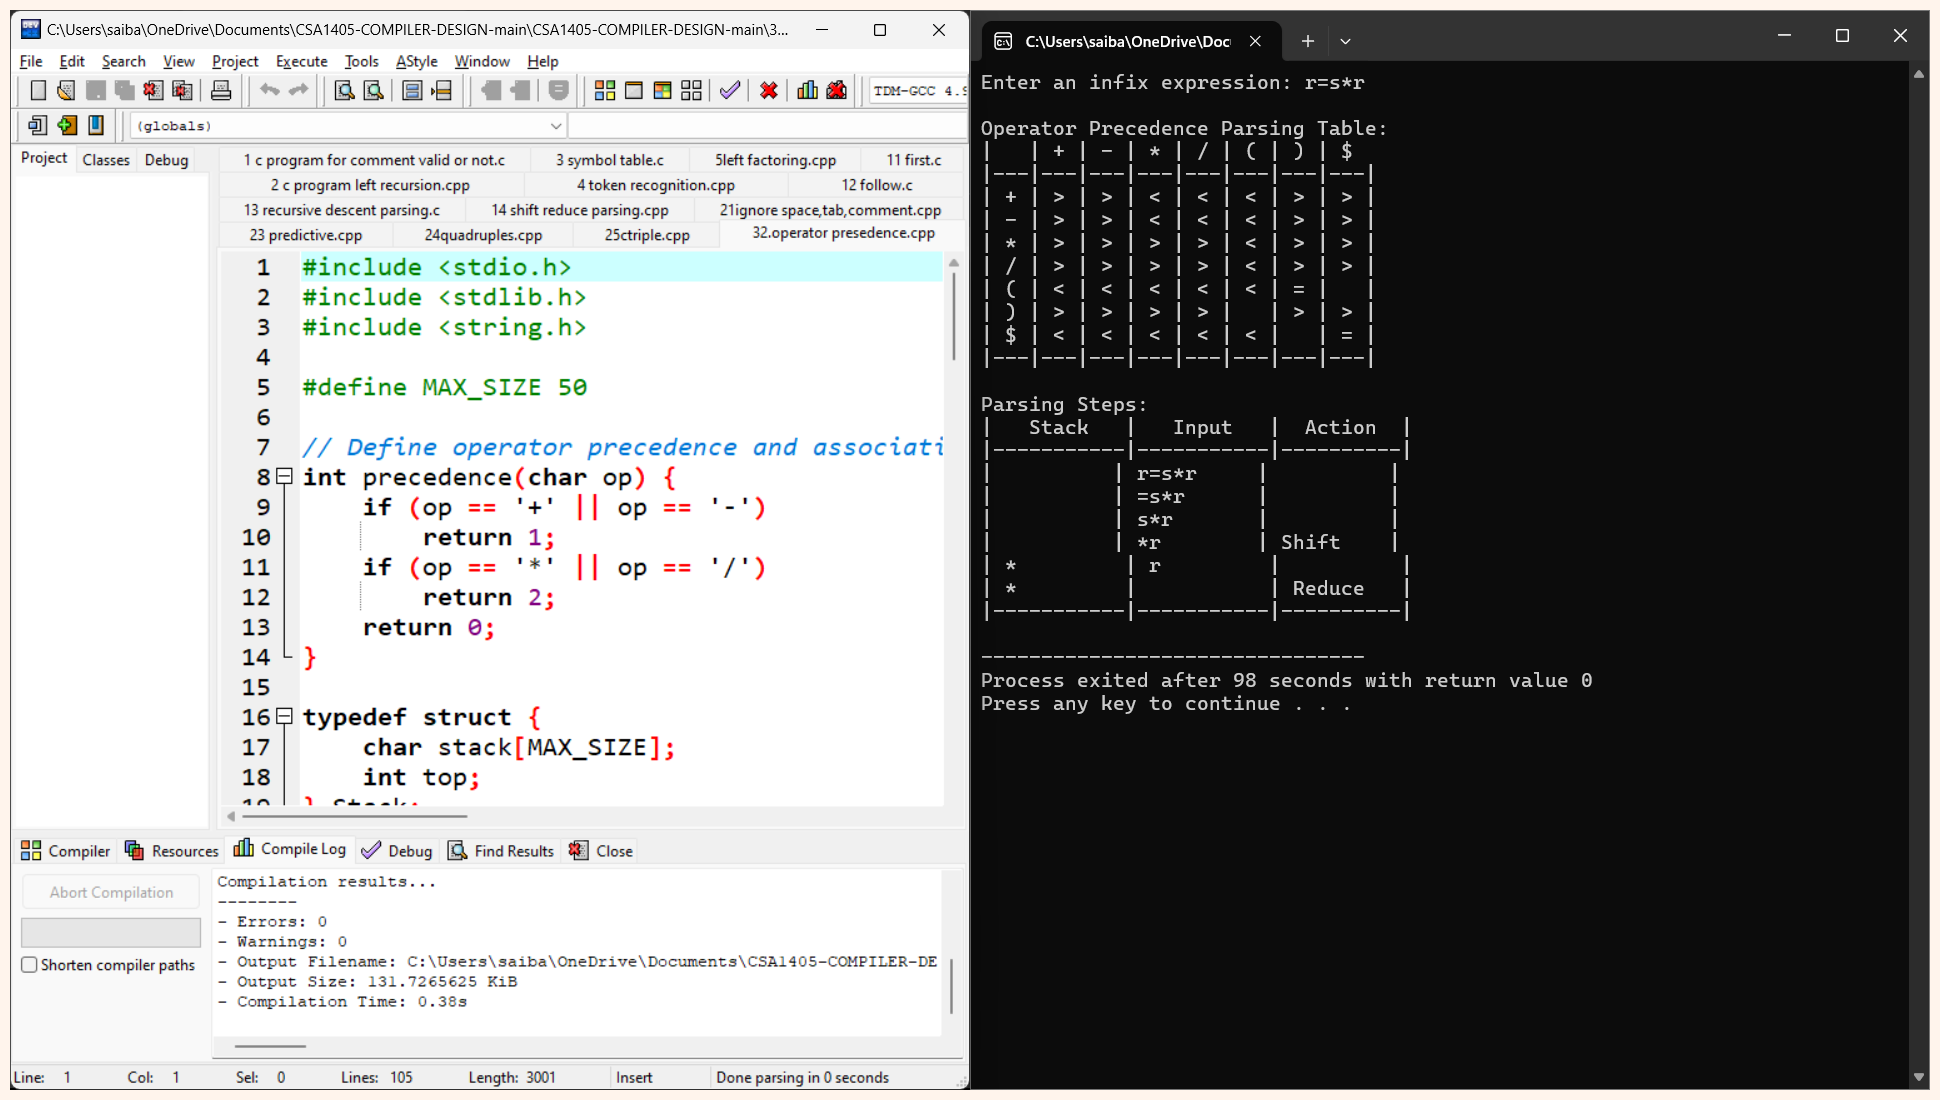 C:\Users\saiba\OneDrive\Documents\CSA1405-COMPILER-DESIGN-main\CSA1405-COMPILER-DESIGN-main\3...
File Edit Search View Project Execute Tools AStyle Window Help
TDM-GCC 4.9
(globals)
Project Classes Debug
1 c program for comment valid or not.c 3 symbol table.c 5left factoring.cpp 11 first.c
2 c program left recursion.cpp 4 token recognition.cpp 12 follow.c
13 recursive descent parsing.c 14 shift reduce parsing.cpp 21ignore space,tab,comment.cpp
23 predictive.cpp 24quadruples.cpp 25ctriple.cpp 32.operator presedence.cpp
1 #include <stdio.h>
2 #include <stdlib.h>
3 #include <string.h>
4
5 #define MAX_SIZE 50
6
7 // Define operator precedence and associati
8 int precedence(char op) {
9 if (op == '+' || op == '-')
10 return 1;
11 if (op == '*' || op == '/')
12 return 2;
13 return 0;
14 }
15
16 typedef struct {
17 char stack[MAX_SIZE];
18 int top;
19 } Stack;
Compiler Resources Compile Log Debug Find Results Close
Abort Compilation
Shorten compiler paths
Compilation results...
--------
- Errors: 0
- Warnings: 0
- Output Filename: C:\Users\saiba\OneDrive\Documents\CSA1405-COMPILER-DE
- Output Size: 131.7265625 KiB
- Compilation Time: 0.38s
Line: 1 Col: 1 Sel: 0 Lines: 105 Length: 3001 Insert Done parsing in 0 seconds
C:\Users\saiba\OneDrive\Doc
Enter an infix expression: r=s*r
Operator Precedence Parsing Table:
|   | + | - | * | / | ( | ) | $
|---|---|---|---|---|---|---|---|
| + | > | > | < | < | < | > | > |
| - | > | > | < | < | < | > | > |
| * | > | > | > | > | < | > | > |
| / | > | > | > | > | < | > | > |
| ( | < | < | < | < | < | = |   |
| ) | > | > | > | > |   | > | > |
| $ | < | < | < | < | < |   | = |
|---|---|---|---|---|---|---|---|
Parsing Steps:
|   Stack   |   Input   |  Action  |
|-----------|-----------|----------|
|          | r=s*r     |          |
|          | =s*r      |          |
|          | s*r       |          |
|          | *r        | Shift    |
| *         | r         |          |
| *         |           | Reduce   |
|-----------|-----------|----------|
--------------------------------
Process exited after 98 seconds with return value 0
Press any key to continue . . .